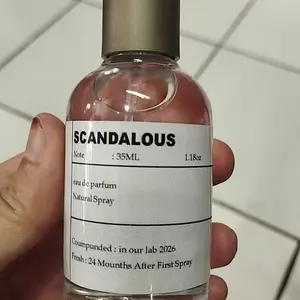 SCANDALOUS
Note : 35ML 1.18oz
eau de parfum
Natural Spray
Coumpunded : in our lab 2026
Fresh : 24 Mounths After First Spray